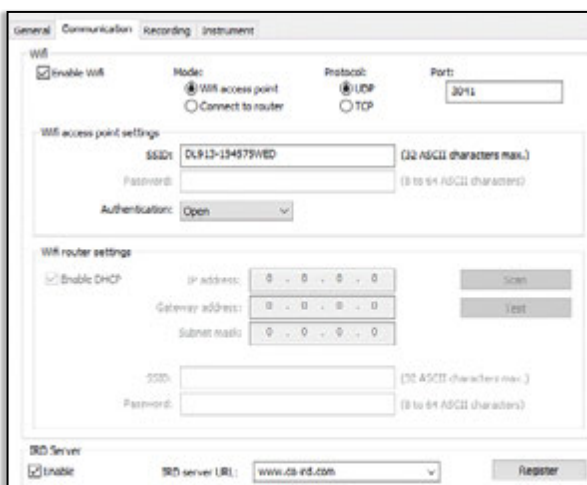 General Communication Recording Instrument
Wifi
Enable Wifi Mode: Protocol: Port:
Wifi access point UDP 3041
Connect to router TCP
Wifi access point settings
SSID: DL913-154575WED (32 ASCII characters max.)
Password: (8 to 64 ASCII characters)
Authentication: Open
Wifi router settings
Enable DHCP IP address: 0 . 0 . 0 . 0 Scan
Gateway address: 0 . 0 . 0 . 0 Test
Subnet mask: 0 . 0 . 0 . 0
SSID: (32 ASCII characters max.)
Password: (8 to 64 ASCII characters)
IRD Server
Enable IRD server URL: www.ca-ird.com Register